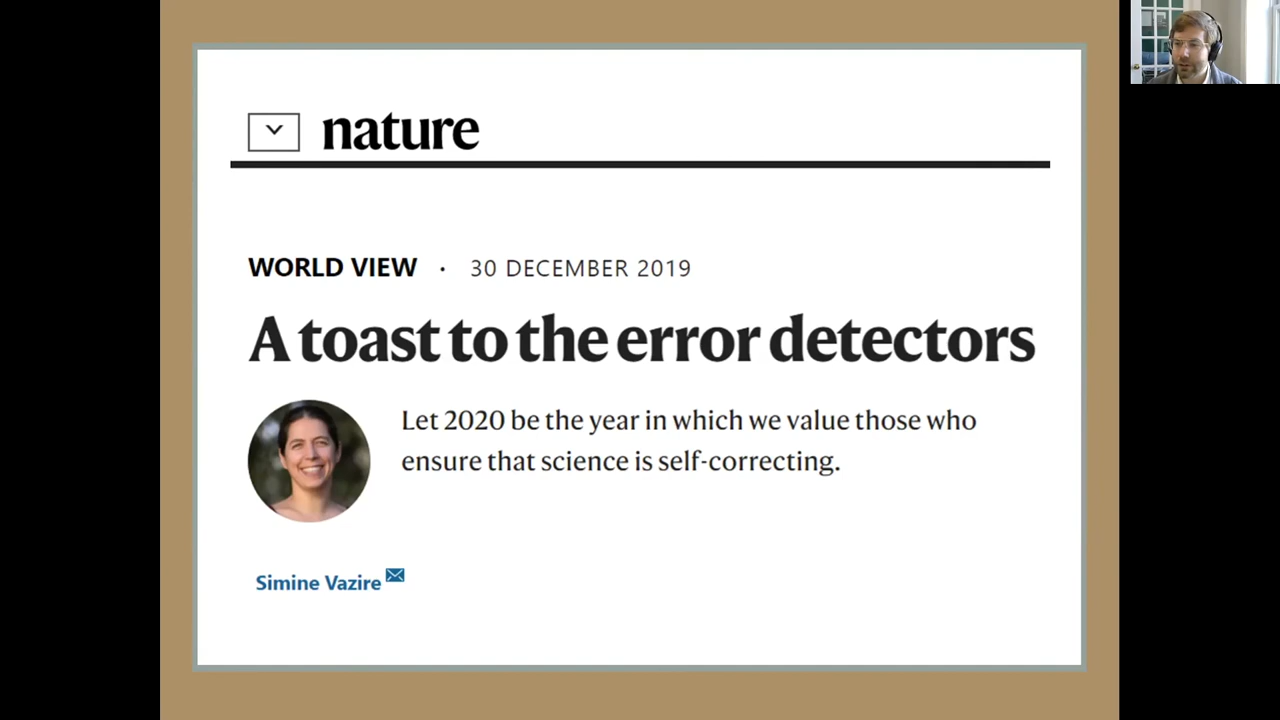 nature
WORLD VIEW · 30 DECEMBER 2019
A toast to the error detectors
Let 2020 be the year in which we value those who
ensure that science is self-correcting.
Simine Vazire